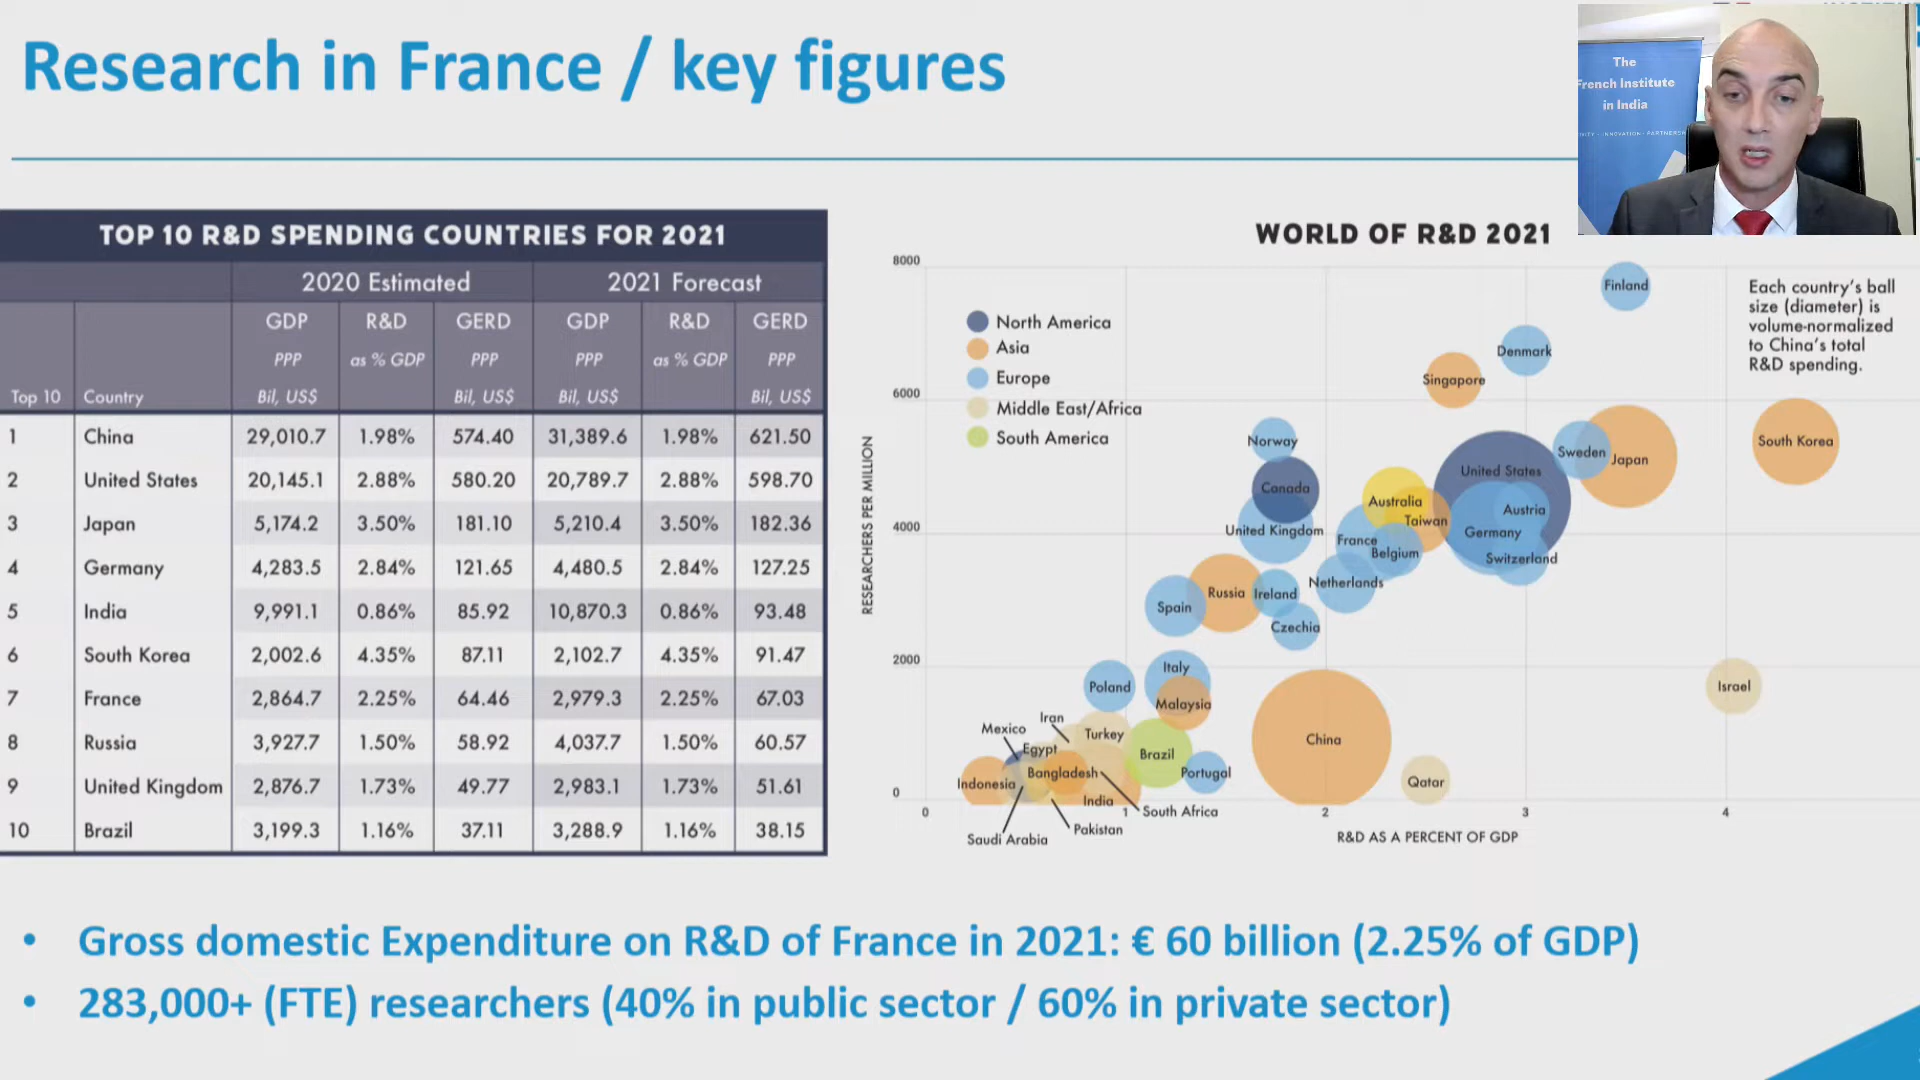 Research in France / key figures
The
French Institute
in India
TOP 10 R&D SPENDING COUNTRIES FOR 2021
2020 Estimated 2021 Forecast
GDP R&D GERD GDP R&D GERD
PPP as % GDP PPP PPP as % GDP PPP
Top 10 Country Bil, US$ Bil, US$ Bil, US$ Bil, US$
1 China 29,010.7 1.98% 574.40 31,389.6 1.98% 621.50
2 United States 20,145.1 2.88% 580.20 20,789.7 2.88% 598.70
3 Japan 5,174.2 3.50% 181.10 5,210.4 3.50% 182.36
4 Germany 4,283.5 2.84% 121.65 4,480.5 2.84% 127.25
5 India 9,991.1 0.86% 85.92 10,870.3 0.86% 93.48
6 South Korea 2,002.6 4.35% 87.11 2,102.7 4.35% 91.47
7 France 2,864.7 2.25% 64.46 2,979.3 2.25% 67.03
8 Russia 3,927.7 1.50% 58.92 4,037.7 1.50% 60.57
9 United Kingdom 2,876.7 1.73% 49.77 2,983.1 1.73% 51.61
10 Brazil 3,199.3 1.16% 37.11 3,288.9 1.16% 38.15
WORLD OF R&D 2021
Each country's ball
size (diameter) is
volume-normalized
to China's total
R&D spending.
North America
Asia
Europe
Middle East/Africa
South America
RESEARCHERS PER MILLION
8000
6000
4000
2000
0
Finland
Denmark
Singapore
Norway
South Korea
Sweden
Japan
United States
Canada
Australia
Austria
Taiwan
United Kingdom
Germany
France
Belgium
Switzerland
Netherlands
Russia
Ireland
Spain
Czechia
Italy
Poland
Israel
Malaysia
Iran
Mexico
Turkey
China
Egypt
Brazil
Bangladesh
Portugal
Indonesia
Qatar
India
South Africa
Pakistan
Saudi Arabia
0 1 2 3 4
R&D AS A PERCENT OF GDP
• Gross domestic Expenditure on R&D of France in 2021: € 60 billion (2.25% of GDP)
• 283,000+ (FTE) researchers (40% in public sector / 60% in private sector)